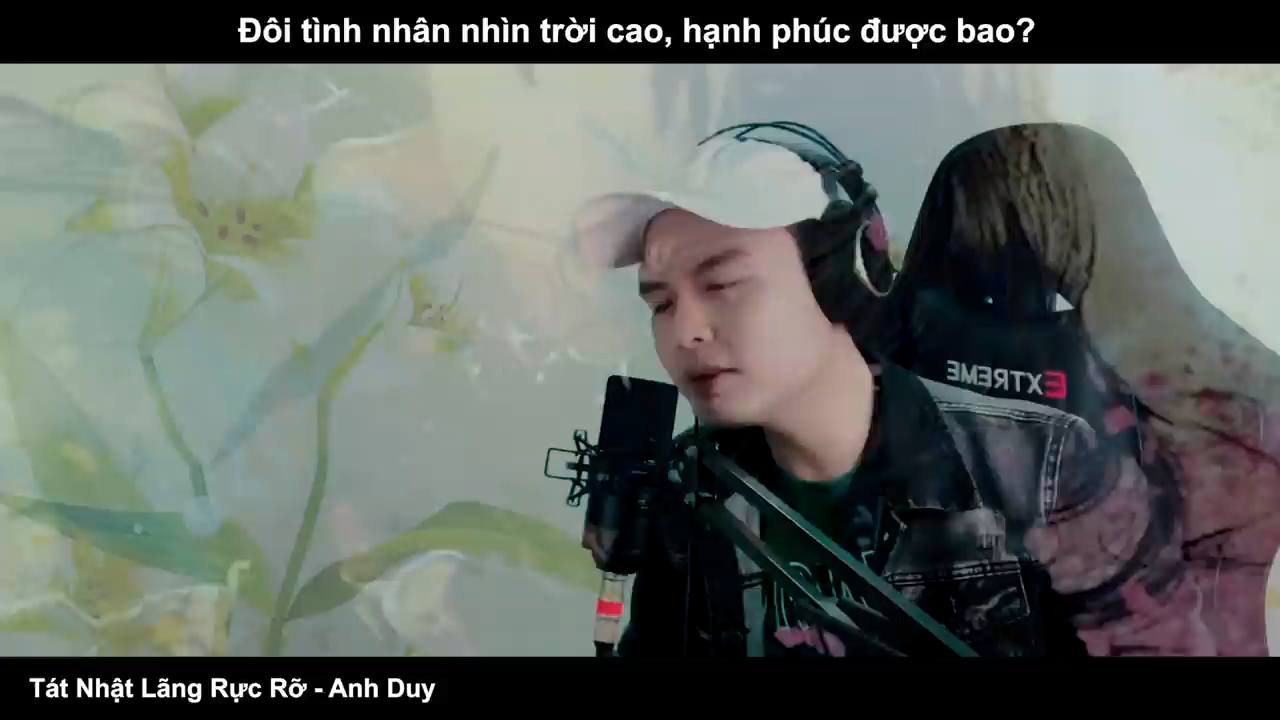 Đôi tình nhân nhìn trời cao, hạnh phúc được bao?
EXTREME
Tát Nhật Lãng Rực Rỡ - Anh Duy